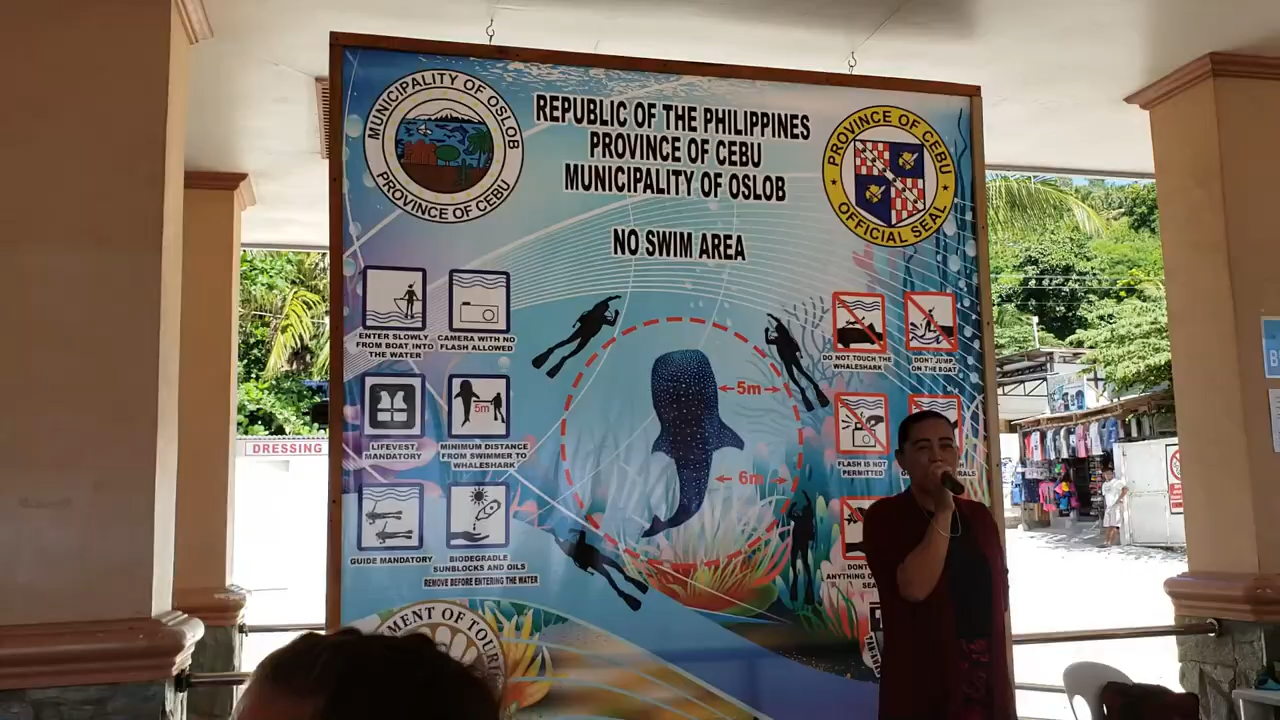 MUNICIPALITY OF OSLOB
PROVINCE OF CEBU
REPUBLIC OF THE PHILIPPINES
PROVINCE OF CEBU
MUNICIPALITY OF OSLOB
PROVINCE OF CEBU
OFFICIAL SEAL
NO SWIM AREA
ENTER SLOWLY
FROM BOAT INTO
THE WATER
CAMERA WITH NO
FLASH ALLOWED
DO NOT TOUCH THE
WHALESHARK
DONT JUMP
ON THE BOAT
5m
LIFEVEST
MANDATORY
5m
MINIMUM DISTANCE
FROM SWIMMER TO
WHALESHARK
FLASH IS NOT
PERMITTED
6m
GUIDE MANDATORY
BIODEGRADLE
SUNBLOCKS AND OILS
REMOVE BEFORE ENTERING THE WATER
DONT
ANYTHING
DRESSING